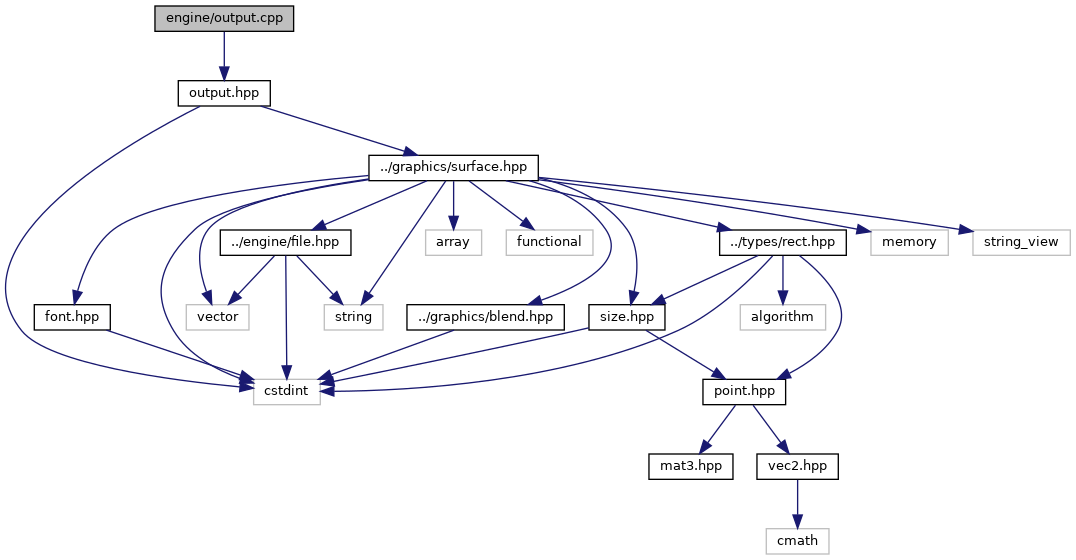 engine/output.cpp
output.hpp
../graphics/surface.hpp
../engine/file.hpp
array
functional
../types/rect.hpp
memory
string_view
font.hpp
vector
string
../graphics/blend.hpp
size.hpp
algorithm
cstdint
point.hpp
mat3.hpp
vec2.hpp
cmath